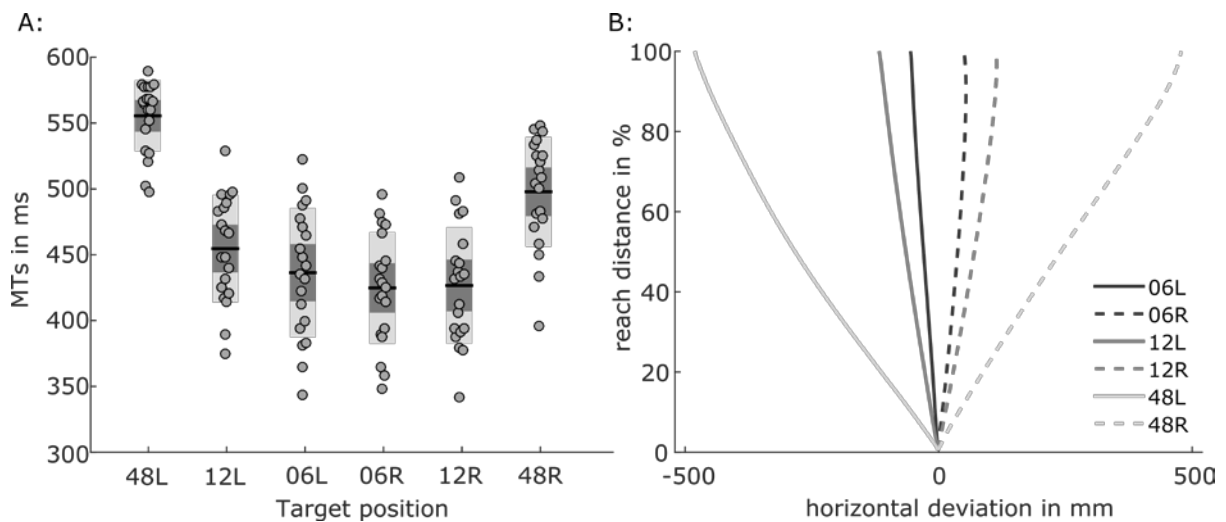 A:
600
550
500
450
400
350
300
MTs in ms
48L 12L 06L 06R 12R 48R
Target position
B:
100
80
60
40
20
0
reach distance in %
06L
06R
12L
12R
48L
48R
-500 0 500
horizontal deviation in mm